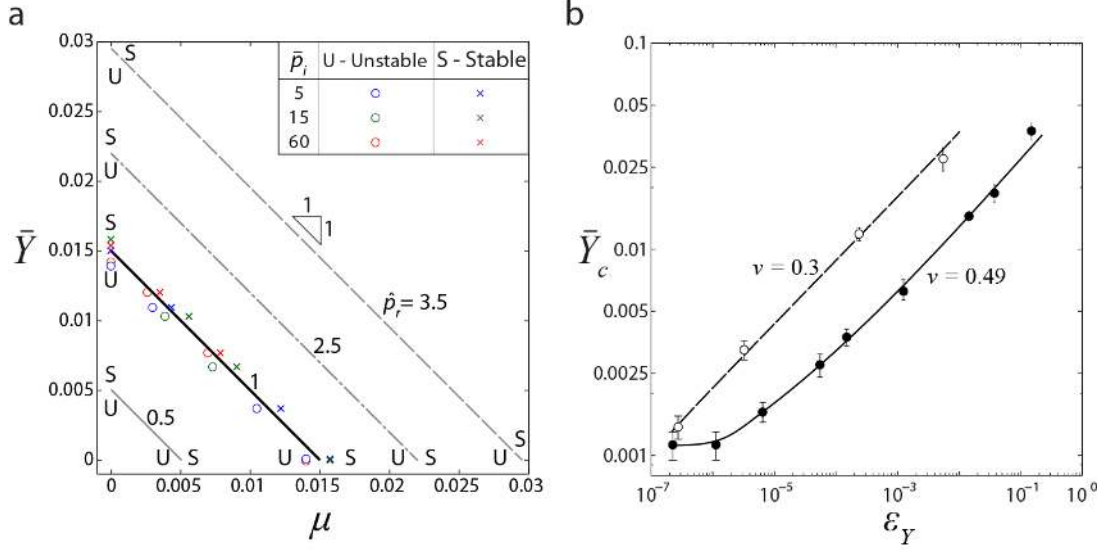 a
0.03
0.025
0.02
0.015
0.01
0.005
0
Ȳ
0
0.005
0.01
0.015
0.02
0.025
0.03
μ
p̄ᵢ U - Unstable S - Stable
5
15
60
S
U
S
U
S
U
S
U
1
1
p̂ᵣ = 3.5
2.5
1
0.5
U S
U S
U S
U
S
b
0.1
0.05
0.025
0.01
0.005
0.0025
0.001
Ȳ_c
10⁻⁷
10⁻⁵
10⁻³
10⁻¹
10⁰
ε_Y
ν = 0.3
ν = 0.49